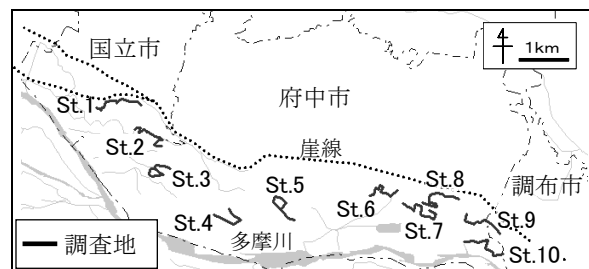 国立市
1km
St.1
府中市
St.2
崖線
St.3
St.5
St.8
調布市
St.4
St.6
St.7
St.9
調査地
多摩川
St.10.